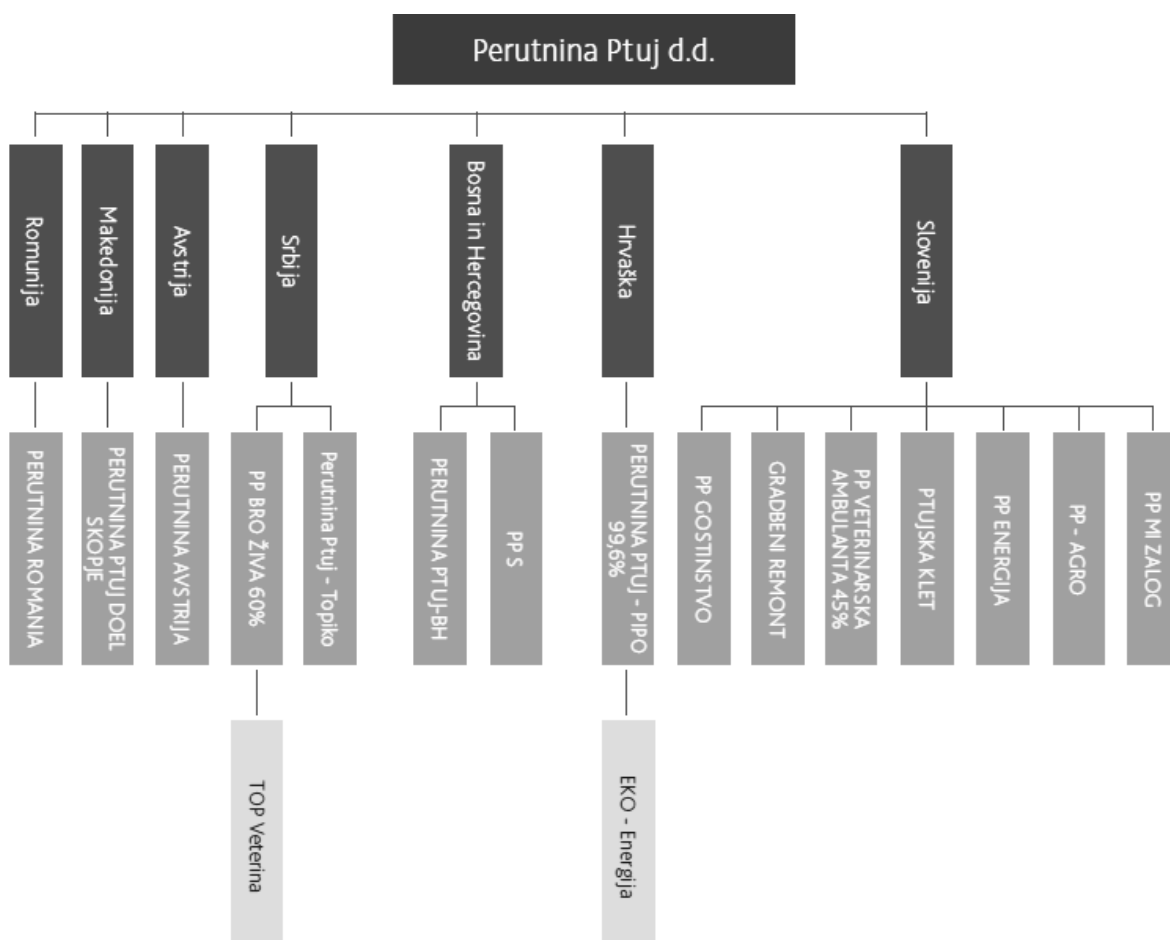 Perutnina Ptuj d.d.
Romunija
Makedonija
Avstrija
Srbija
Bosna in Hercegovina
Hrvaška
Slovenija
PERUTNINA ROMANIA
PERUTNINA PTUJ DOEL
SKOPJE
PERUTNINA AVSTRIJA
PP BRO ŽIVA 60%
Perutnina Ptuj - Topiko
PERUTNINA PTUJ-BH
PP S
PERUTNINA PTUJ - PIPO
99,6%
PP GOSTINSTVO
GRADBENI REMONT
PP VETERINARSKA
AMBULANTA 45%
PTUJSKA KLET
PP ENERGIJA
PP - AGRO
PP MI ZALOG
TOP Veterina
EKO - Energija